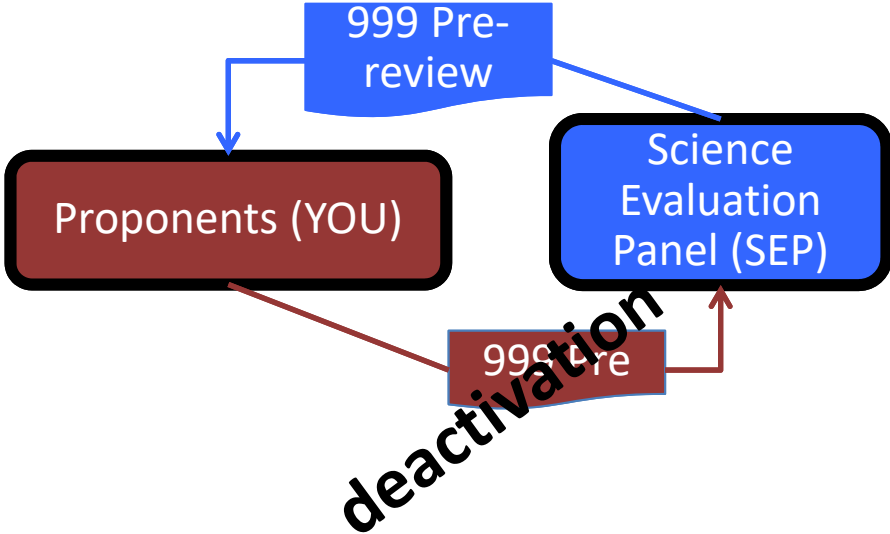 999 Pre-
review
Proponents (YOU)
Science
Evaluation
Panel (SEP)
999 Pre
deactivation